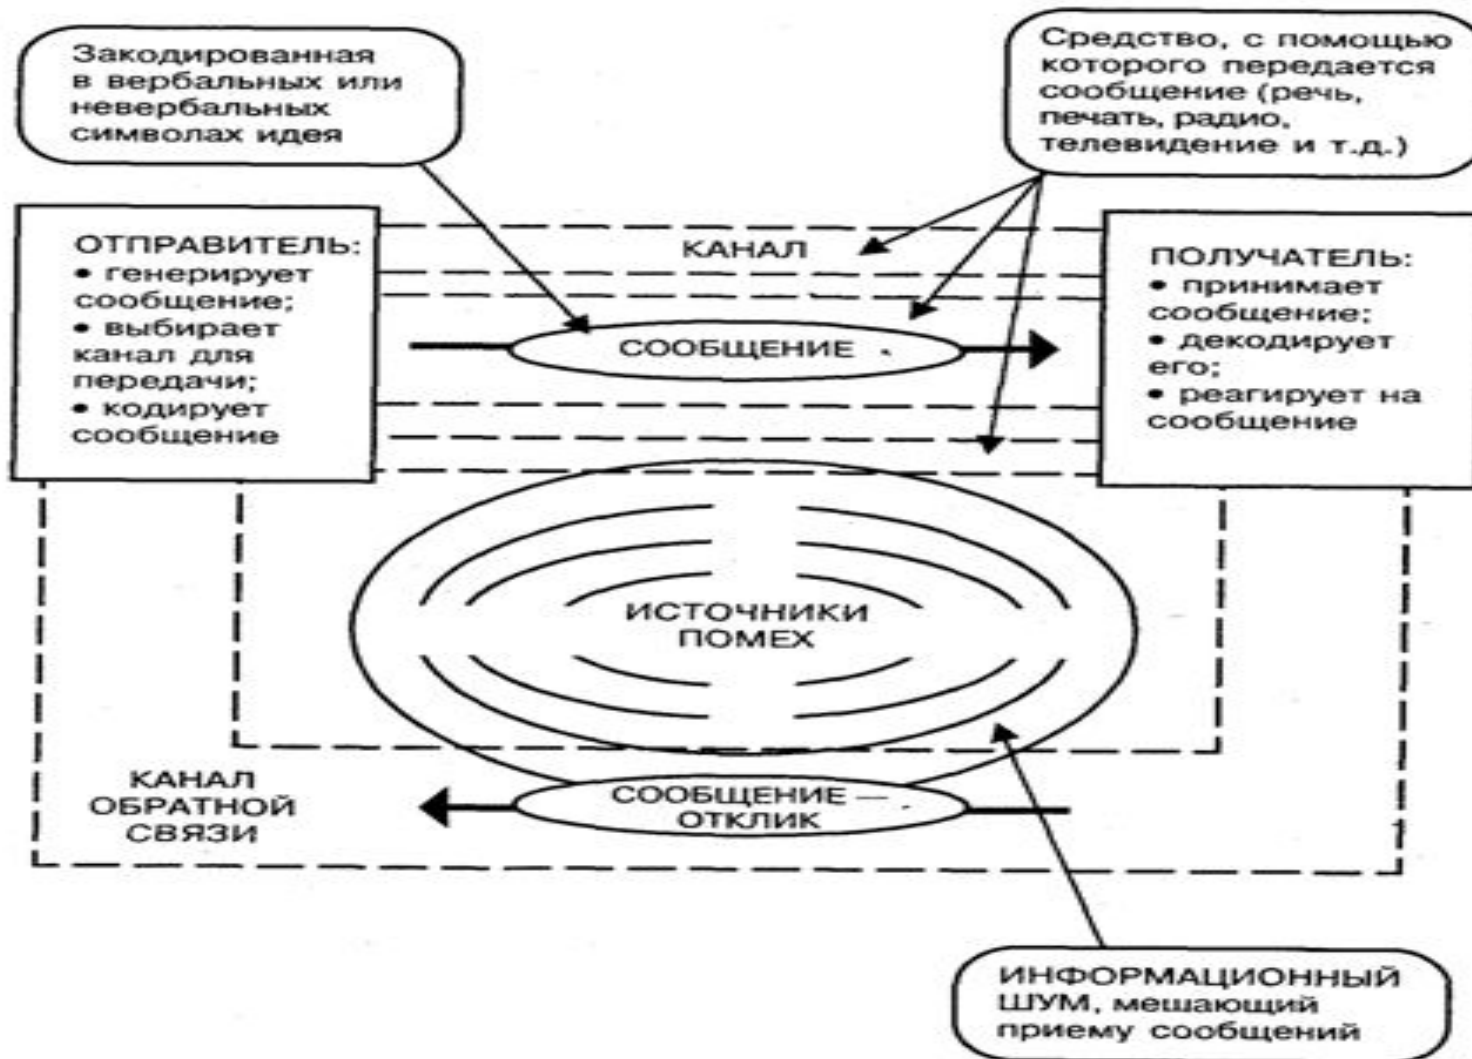 Закодированная
в вербальных или
невербальных
символах идея
Средство, с помощью
которого передается
сообщение (речь,
печать, радио,
телевидение и т.д.)
ОТПРАВИТЕЛЬ:
• генерирует
сообщение;
• выбирает
канал для
передачи;
• кодирует
сообщение
КАНАЛ
СООБЩЕНИЕ
ПОЛУЧАТЕЛЬ:
• принимает
сообщение;
• декодирует
его;
• реагирует на
сообщение
ИСТОЧНИКИ
ПОМЕХ
КАНАЛ
ОБРАТНОЙ
СВЯЗИ
СООБЩЕНИЕ —
ОТКЛИК
ИНФОРМАЦИОННЫЙ
ШУМ, мешающий
приему сообщений